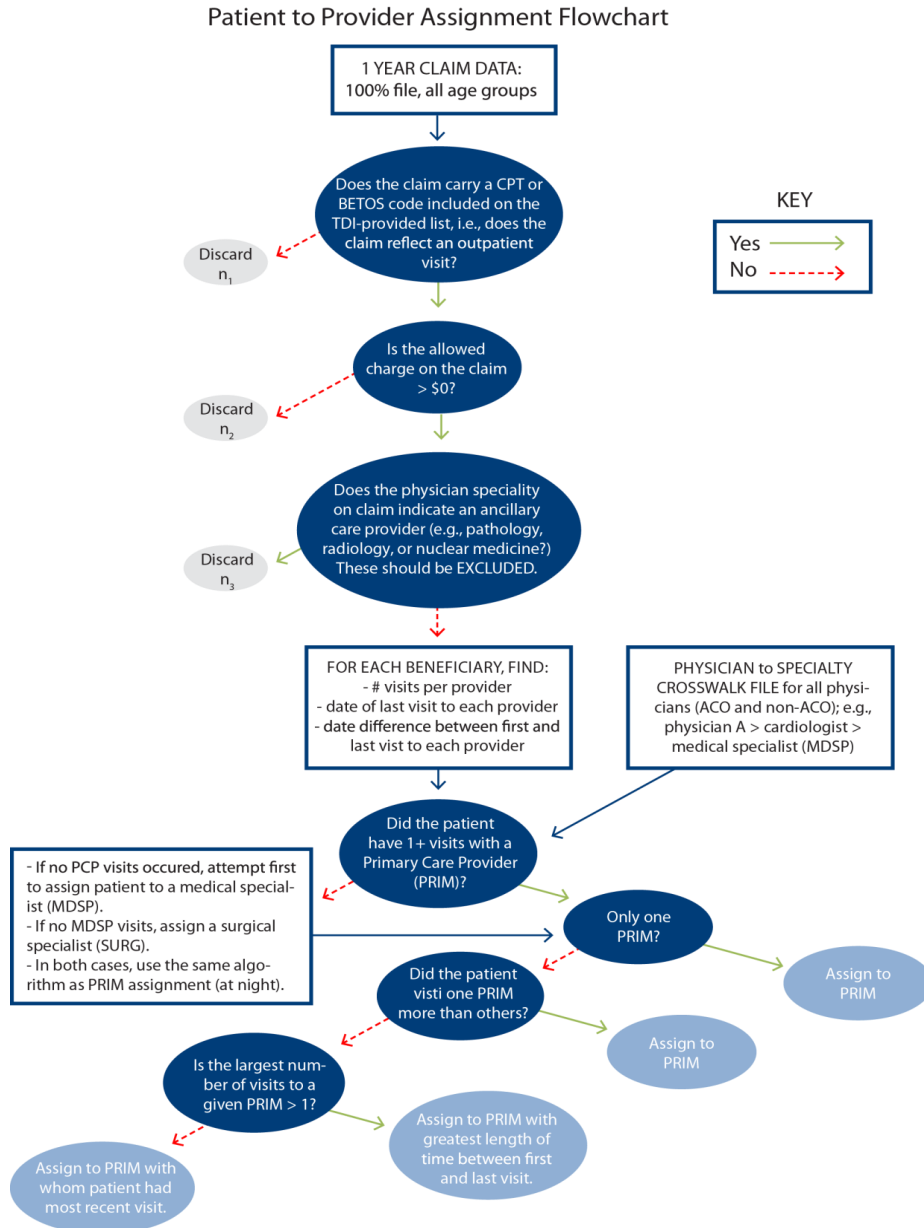 Patient to Provider Assignment Flowchart
1 YEAR CLAIM DATA:
100% file, all age groups
Does the claim carry a CPT or
BETOS code included on the
TDI-provided list, i.e., does the
claim reflect an outpatient
visit?
KEY
Yes
No
Discard
n1
Is the allowed
charge on the claim
> $0?
Discard
n2
Does the physician speciality
on claim indicate an ancillary
care provider (e.g., pathology,
radiology, or nuclear medicine?)
These should be EXCLUDED.
Discard
n3
FOR EACH BENEFICIARY, FIND:
- # visits per provider
- date of last visit to each provider
- date difference between first and
last vist to each provider
PHYSICIAN to SPECIALTY
CROSSWALK FILE for all physi-
cians (ACO and non-ACO); e.g.,
physician A > cardiologist >
medical specialist (MDSP)
Did the patient
have 1+ visits with a
Primary Care Provider
(PRIM)?
- If no PCP visits occured, attempt first
to assign patient to a medical special-
ist (MDSP).
- If no MDSP visits, assign a surgical
specialist (SURG).
- In both cases, use the same algo-
rithm as PRIM assignment (at night).
Only one
PRIM?
Assign to
PRIM
Did the patient
visti one PRIM
more than others?
Assign to
PRIM
Is the largest num-
ber of visits to a
given PRIM > 1?
Assign to PRIM with
greatest length of
time between first
and last visit.
Assign to PRIM with
whom patient had
most recent visit.